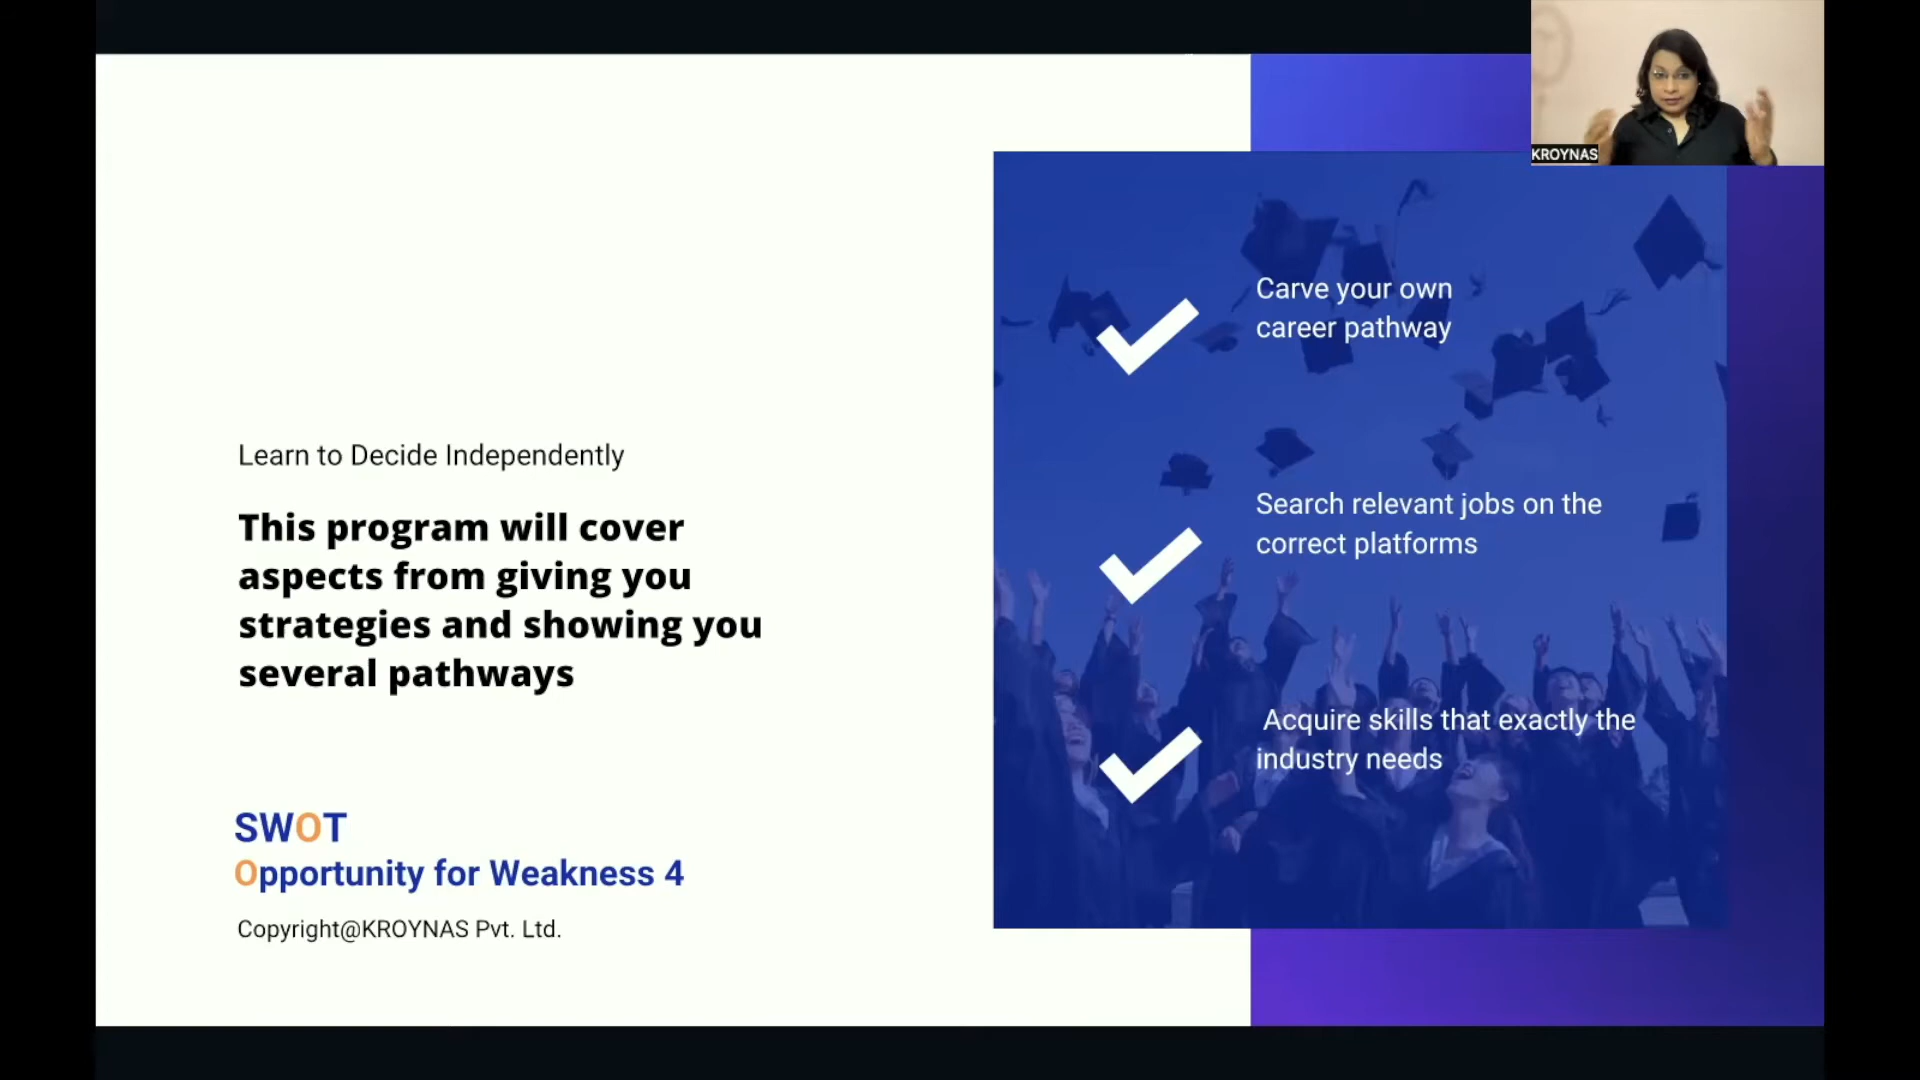 KROYNAS
Learn to Decide Independently
This program will cover
aspects from giving you
strategies and showing you
several pathways
SWOT
Opportunity for Weakness 4
Copyright@KROYNAS Pvt. Ltd.
Carve your own
career pathway
Search relevant jobs on the
correct platforms
Acquire skills that exactly the
industry needs